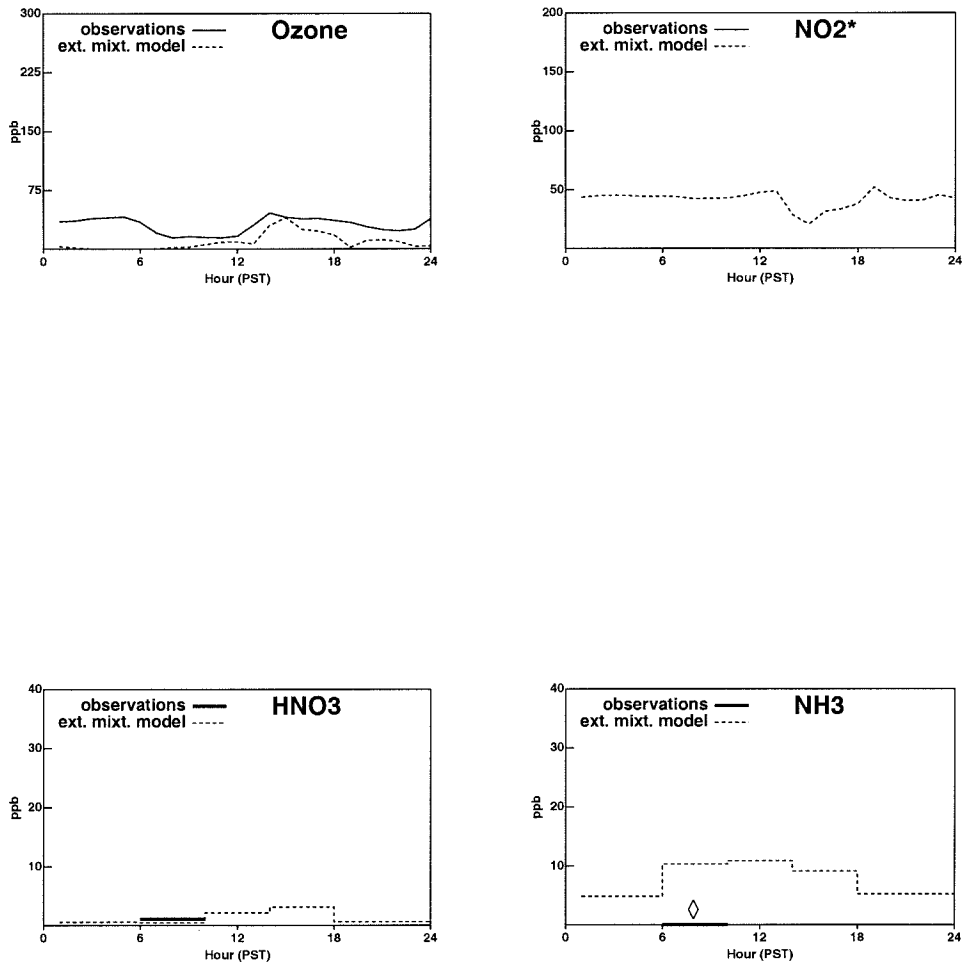 300
225
150
75
ppb
observations
ext. mixt. model
Ozone
0 6 12 18 24
Hour (PST)
200
150
100
50
ppb
observations
ext. mixt. model
NO2*
0 6 12 18 24
Hour (PST)
40
30
20
10
ppb
observations
ext. mixt. model
HNO3
0 6 12 18 24
Hour (PST)
40
30
20
10
ppb
observations
ext. mixt. model
NH3
0 6 12 18 24
Hour (PST)